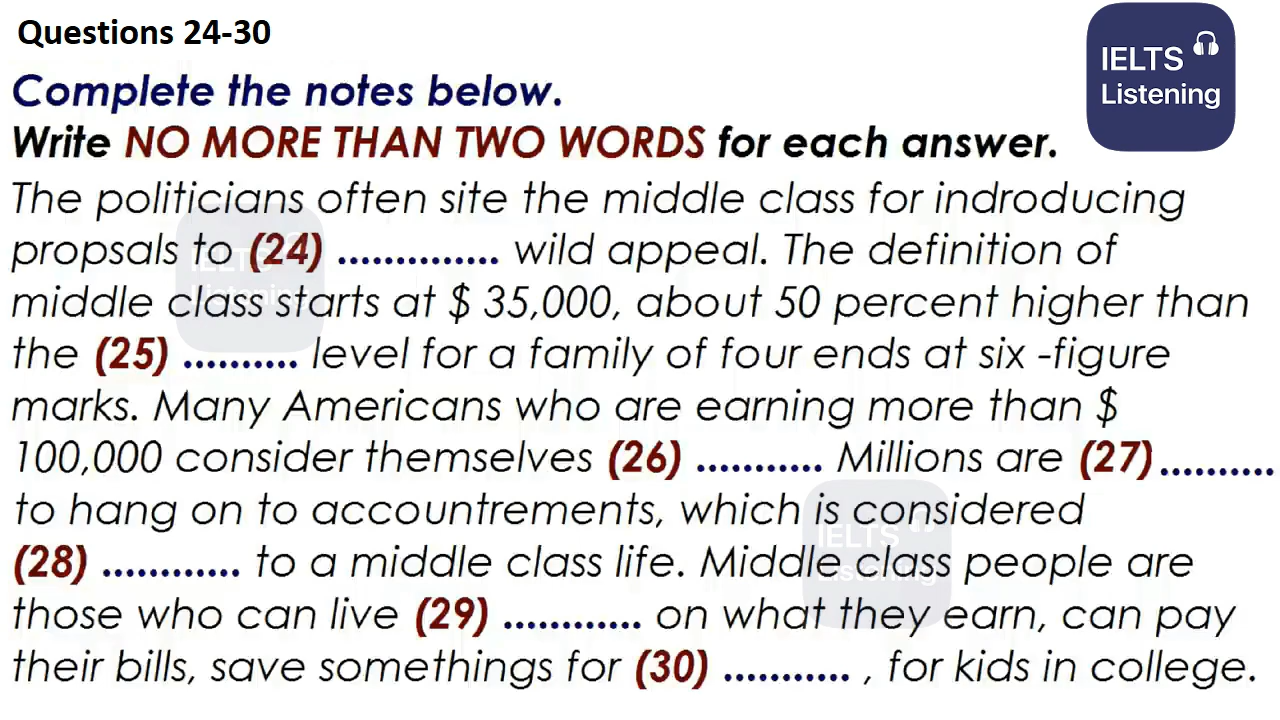 Questions 24-30
IELTS
Listening
Complete the notes below.
Write NO MORE THAN TWO WORDS for each answer.
The politicians often site the middle class for indroducing
propsals to (24) .............. wild appeal. The definition of
middle class starts at $ 35,000, about 50 percent higher than
the (25) .......... level for a family of four ends at six -figure
marks. Many Americans who are earning more than $
100,000 consider themselves (26) ........... Millions are (27) ..........
to hang on to accountrements, which is considered
(28) ............ to a middle class life. Middle class people are
those who can live (29) ............ on what they earn, can pay
their bills, save somethings for (30) ........... , for kids in college.
IELTS
Listening
IELTS
Listening